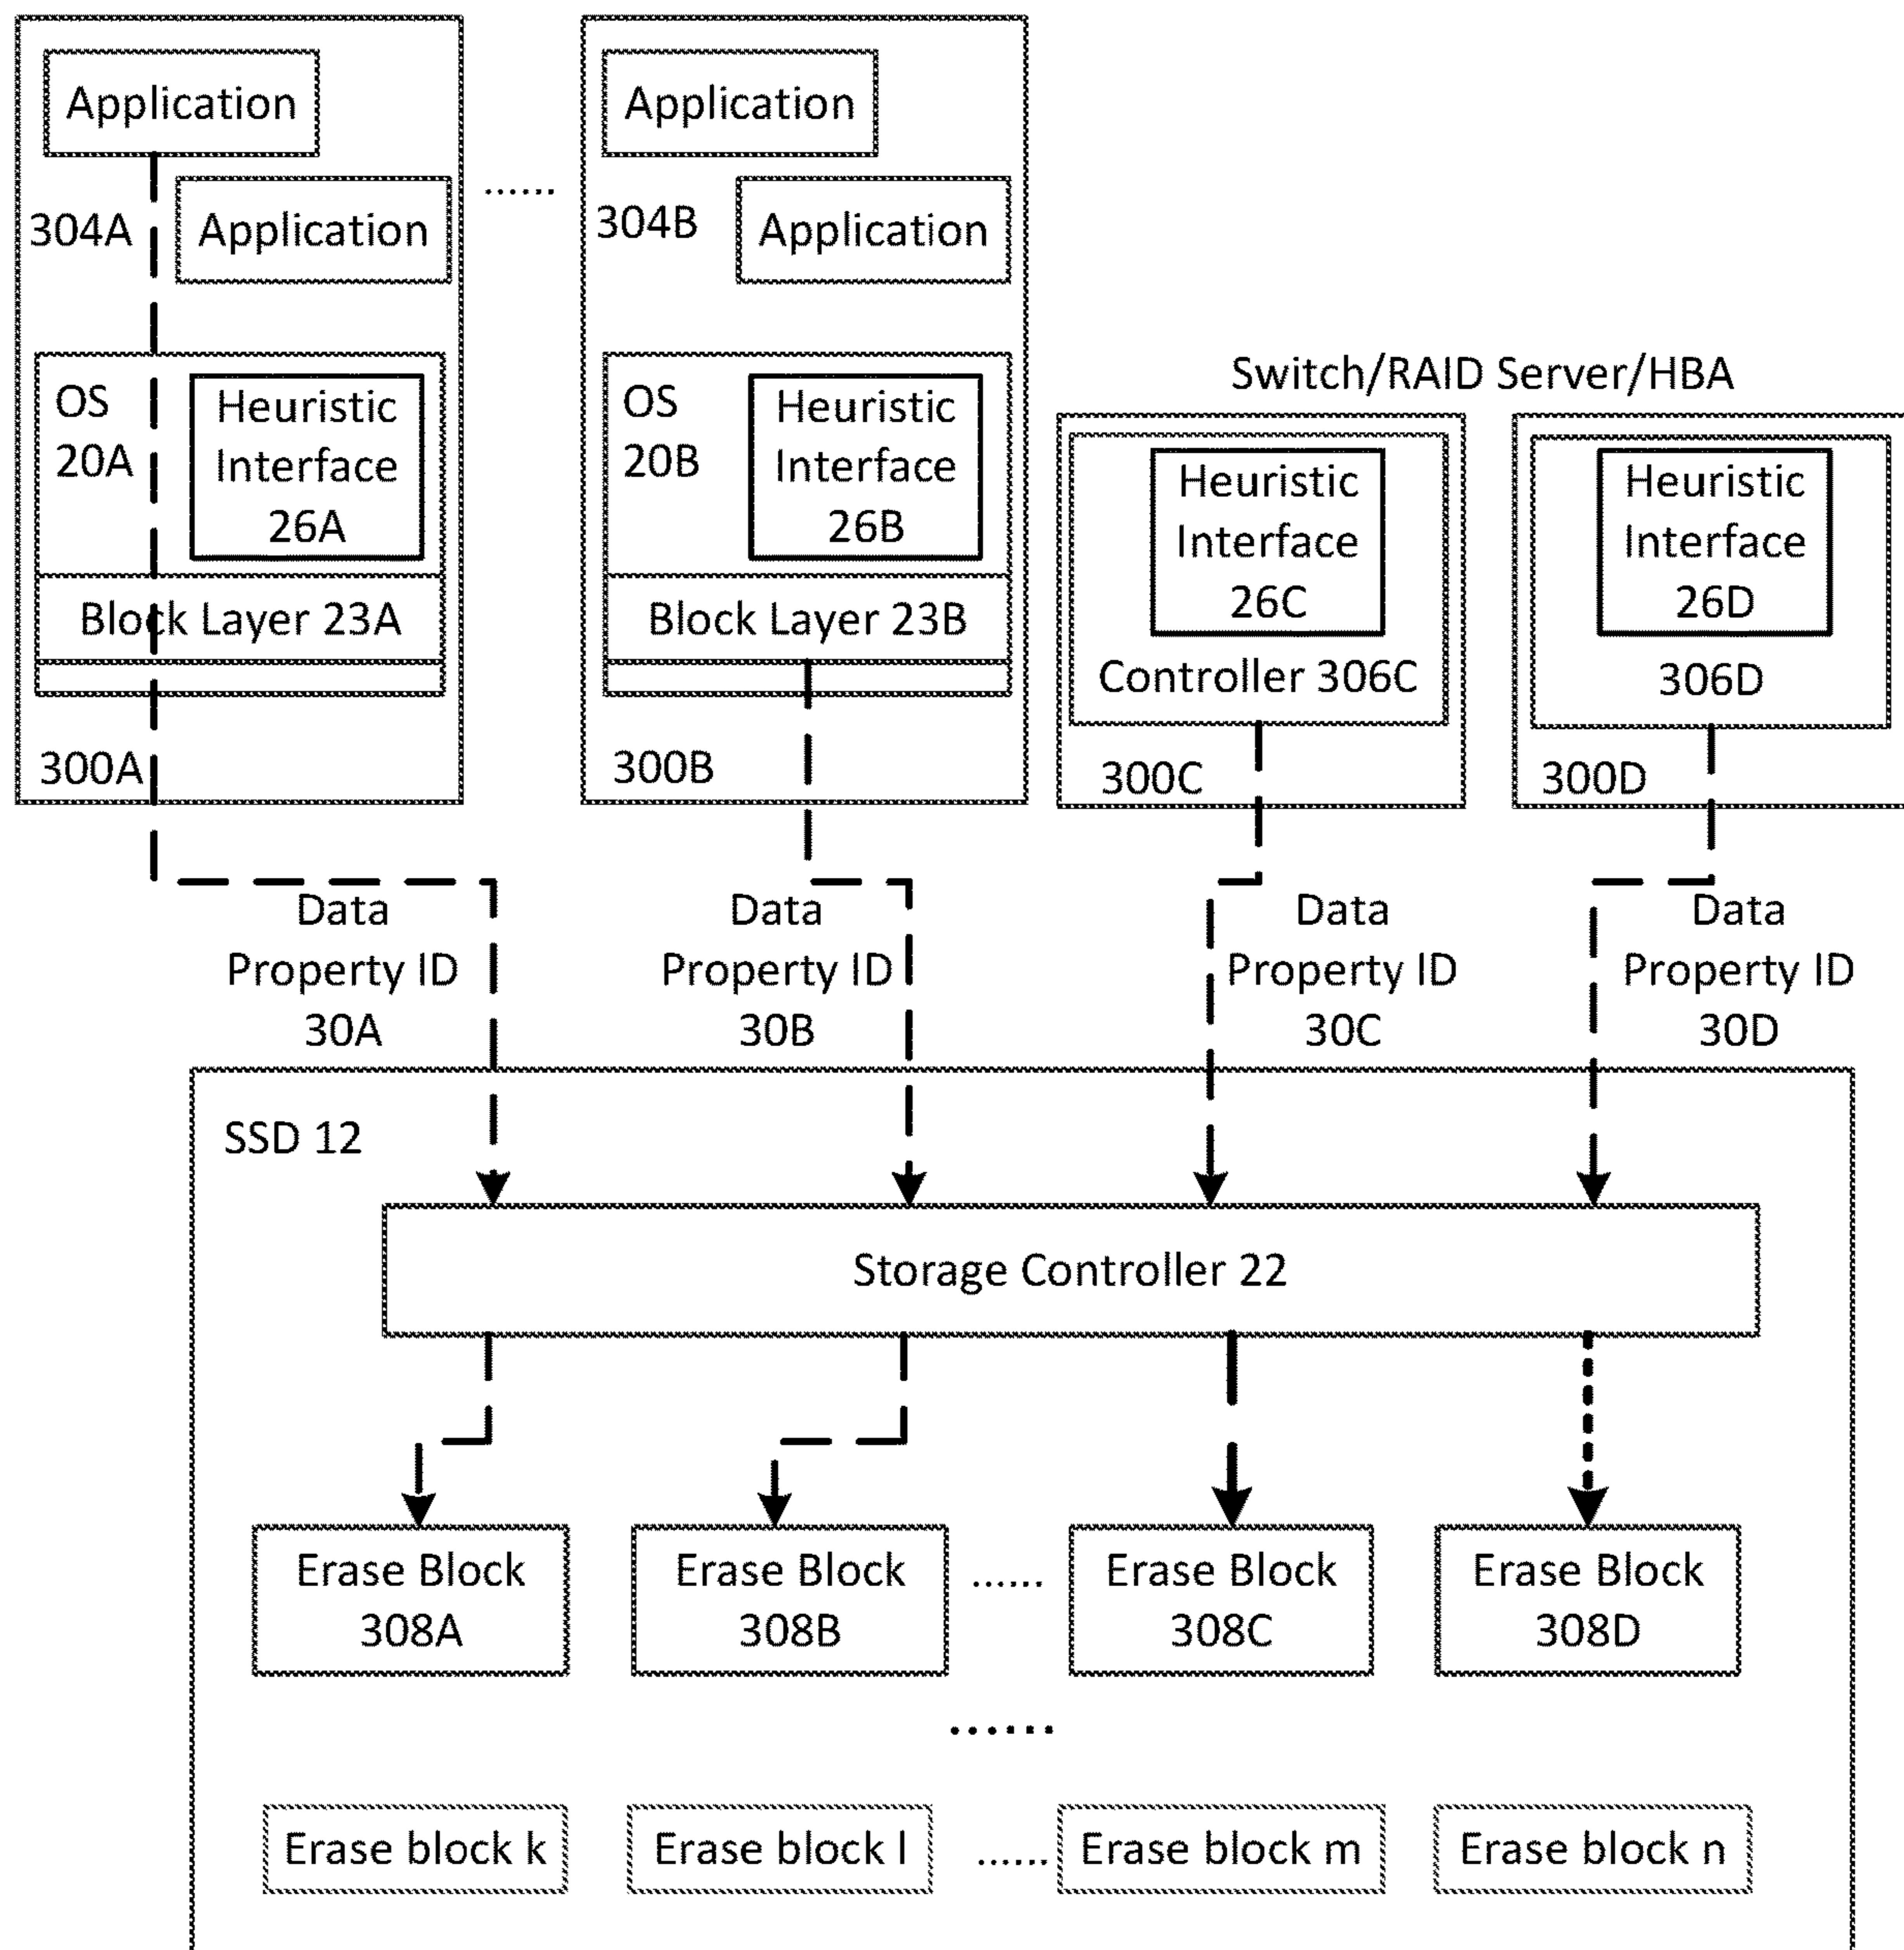 Application
Application
304A
......
Application
Application
304B
OS
20A
Heuristic
Interface
26A
Block Layer 23A
300A
OS
20B
Heuristic
Interface
26B
Block Layer 23B
300B
Switch/RAID Server/HBA
Heuristic
Interface
26C
Controller 306C
300C
Heuristic
Interface
26D
306D
300D
Data
Property ID
30A
Data
Property ID
30B
Data
Property ID
30C
Data
Property ID
30D
SSD 12
Storage Controller 22
Erase Block
308A
Erase Block
308B
......
Erase Block
308C
Erase Block
308D
......
Erase block k
Erase block l
......
Erase block m
Erase block n